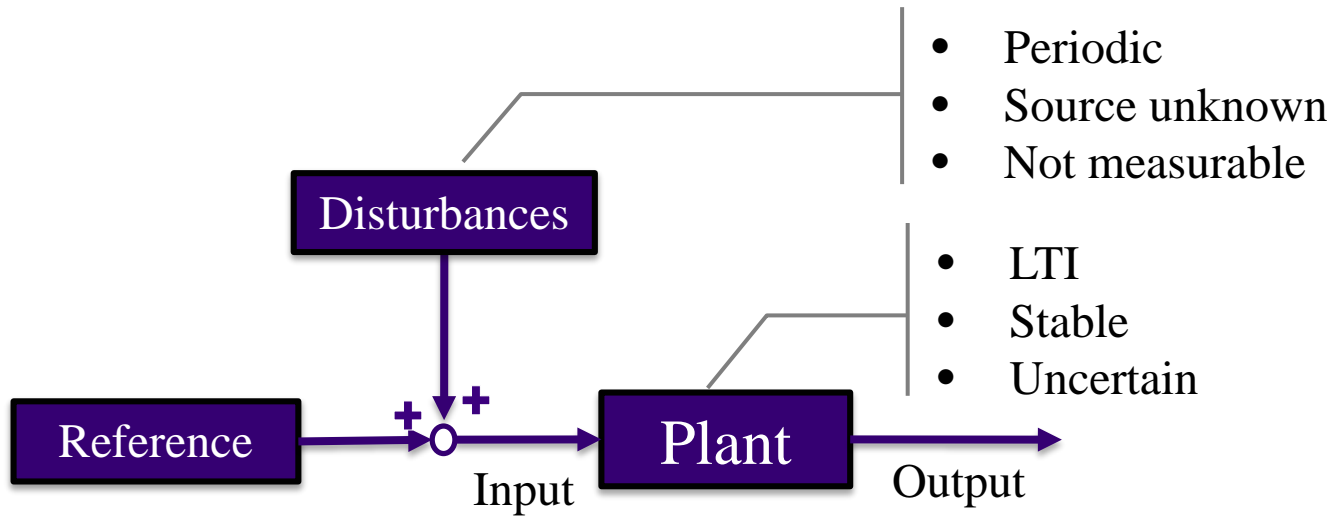 • Periodic
• Source unknown
• Not measurable
Disturbances
• LTI
• Stable
• Uncertain
+ +
Reference
Plant
Input
Output